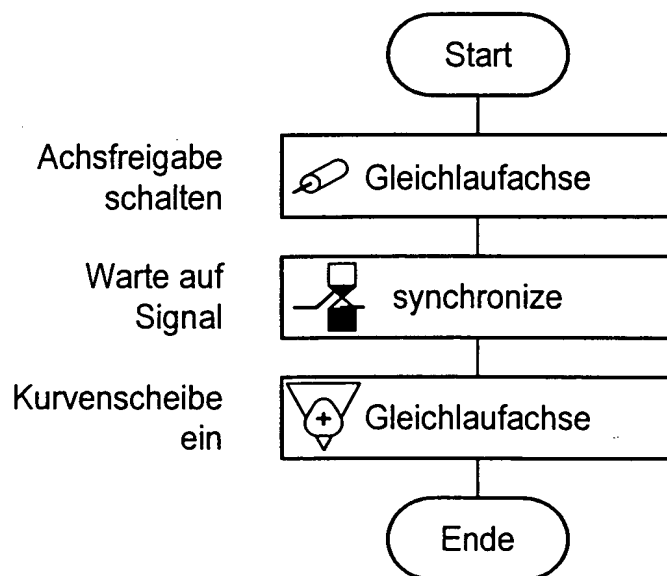 Start
Achsfreigabe
schalten
Gleichlaufachse
Warte auf
Signal
synchronize
Kurvenscheibe
ein
Gleichlaufachse
Ende